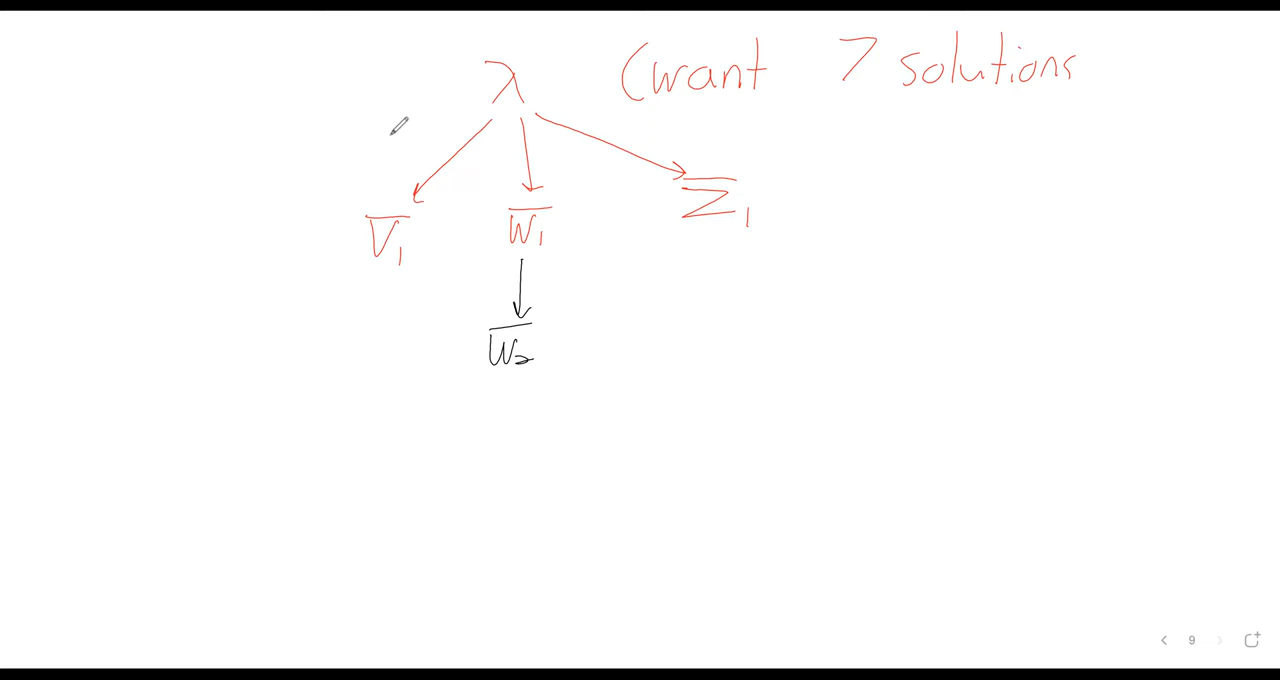 λ (want 7 solutions
V̅₁ W̅₁ Z̅₁
W̅₂
9